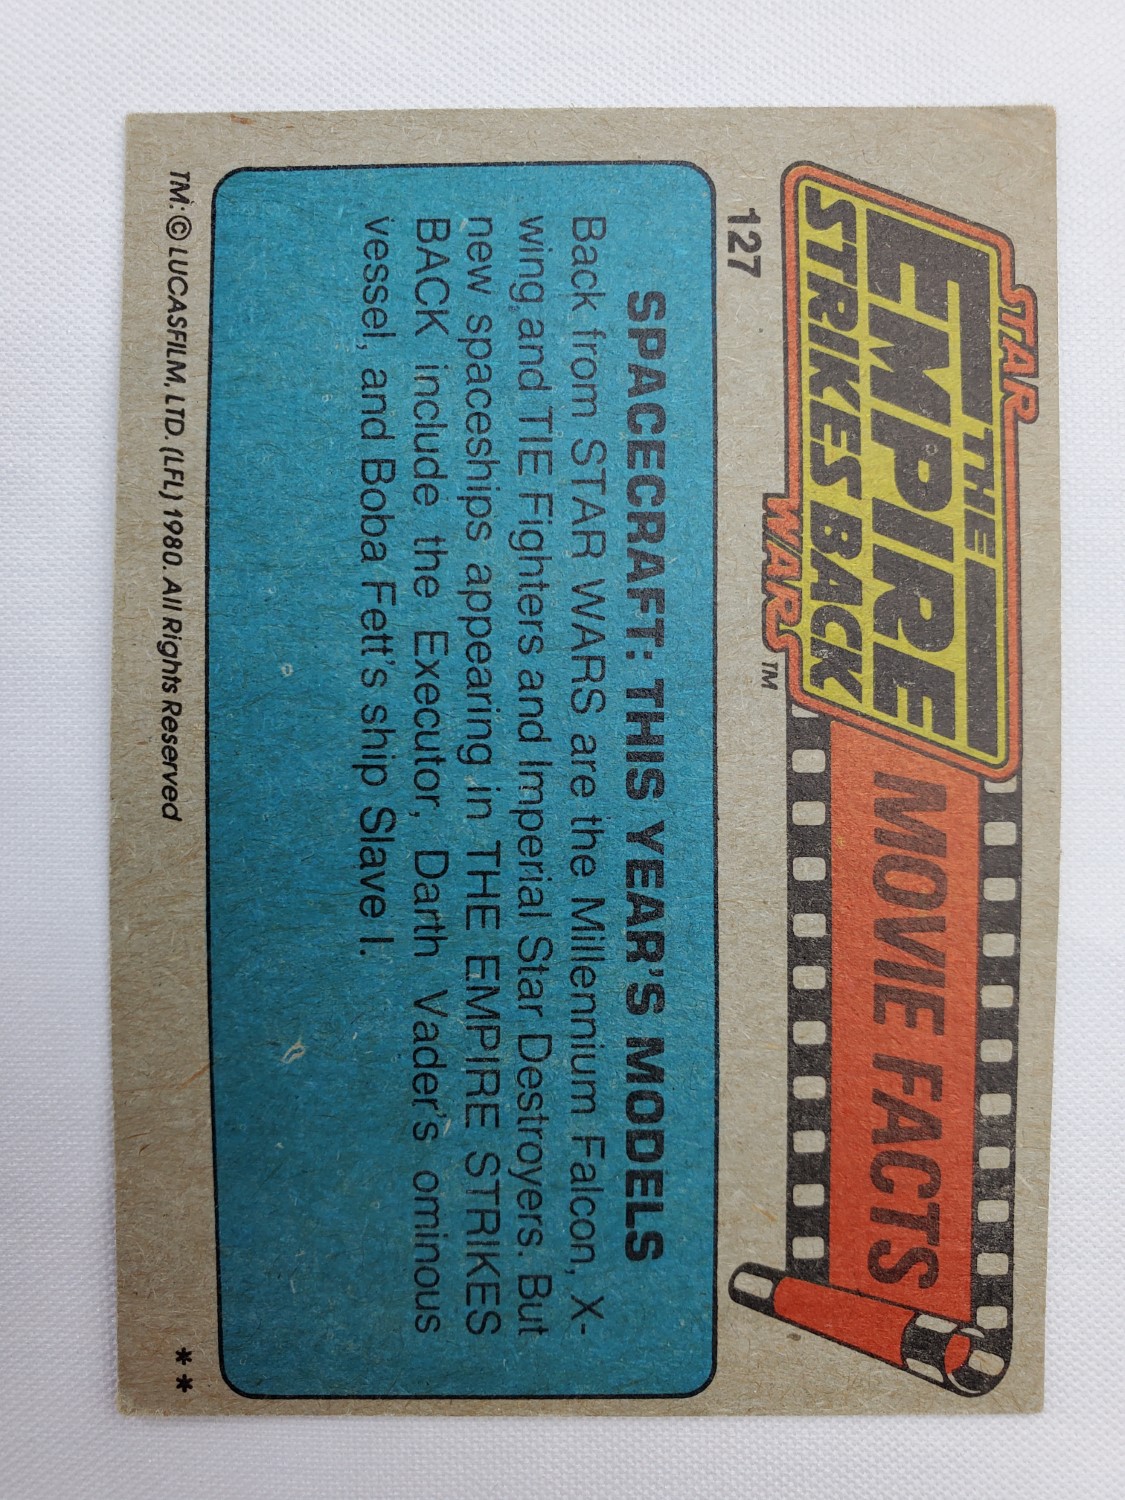 STAR
THE
EMPIRE
STRIKES BACK
WARS TM
MOVIE FACTS
127
SPACECRAFT: THIS YEAR'S MODELS
Back from STAR WARS are the Millennium Falcon, X-
wing and TIE Fighters and Imperial Star Destroyers. But
new spaceships appearing in THE EMPIRE STRIKES
BACK include the Executor, Darth Vader's ominous
vessel, and Boba Fett's ship Slave I.
TM: © LUCASFILM, LTD. (LFL) 1980. All Rights Reserved
**